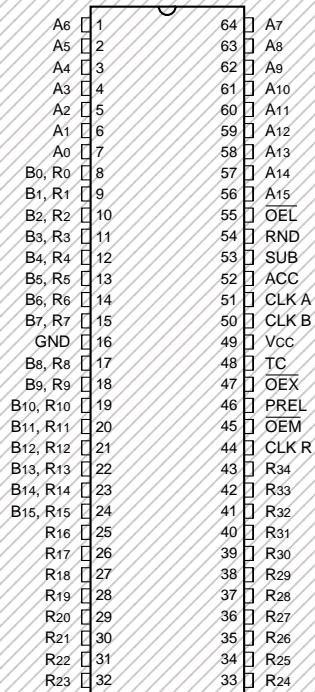 A6 1 64 A7
A5 2 63 A8
A4 3 62 A9
A3 4 61 A10
A2 5 60 A11
A1 6 59 A12
A0 7 58 A13
B0, R0 8 57 A14
B1, R1 9 56 A15
B2, R2 10 55 OEL
B3, R3 11 54 RND
B4, R4 12 53 SUB
B5, R5 13 52 ACC
B6, R6 14 51 CLK A
B7, R7 15 50 CLK B
GND 16 49 VCC
B8, R8 17 48 TC
B9, R9 18 47 OEX
B10, R10 19 46 PREL
B11, R11 20 45 OEM
B12, R12 21 44 CLK R
B13, R13 22 43 R34
B14, R14 23 42 R33
B15, R15 24 41 R32
R16 25 40 R31
R17 26 39 R30
R18 27 38 R29
R19 28 37 R28
R20 29 36 R27
R21 30 35 R26
R22 31 34 R25
R23 32 33 R24